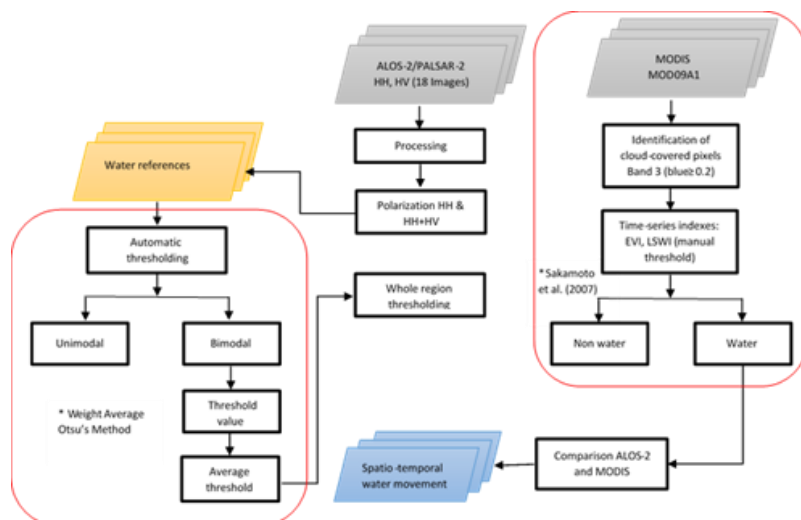 ALOS-2/PALSAR-2
HH, HV (18 Images)
Processing
Polarization HH &
HH+HV
Water references
Automatic
thresholding
Unimodal
Bimodal
* Weight Average
Otsu's Method
Threshold
value
Average
threshold
Whole region
thresholding
MODIS
MOD09A1
Identification of
cloud-covered pixels
Band 3 (blue≥ 0.2)
Time-series indexes:
EVI, LSWI (manual
threshold)
* Sakamoto
et al. (2007)
Non water
Water
Comparison ALOS-2
and MODIS
Spatio -temporal
water movement